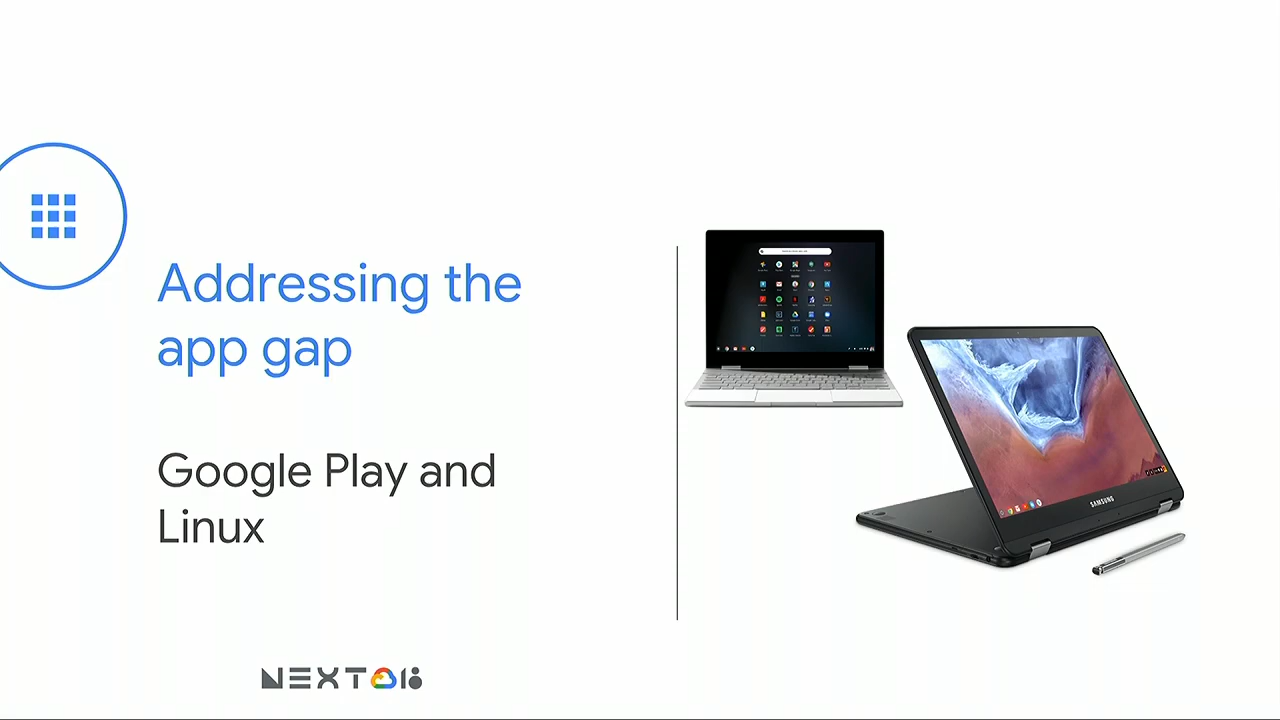 Addressing the
app gap
Google Play and
Linux
SAMSUNG
NEXT 18